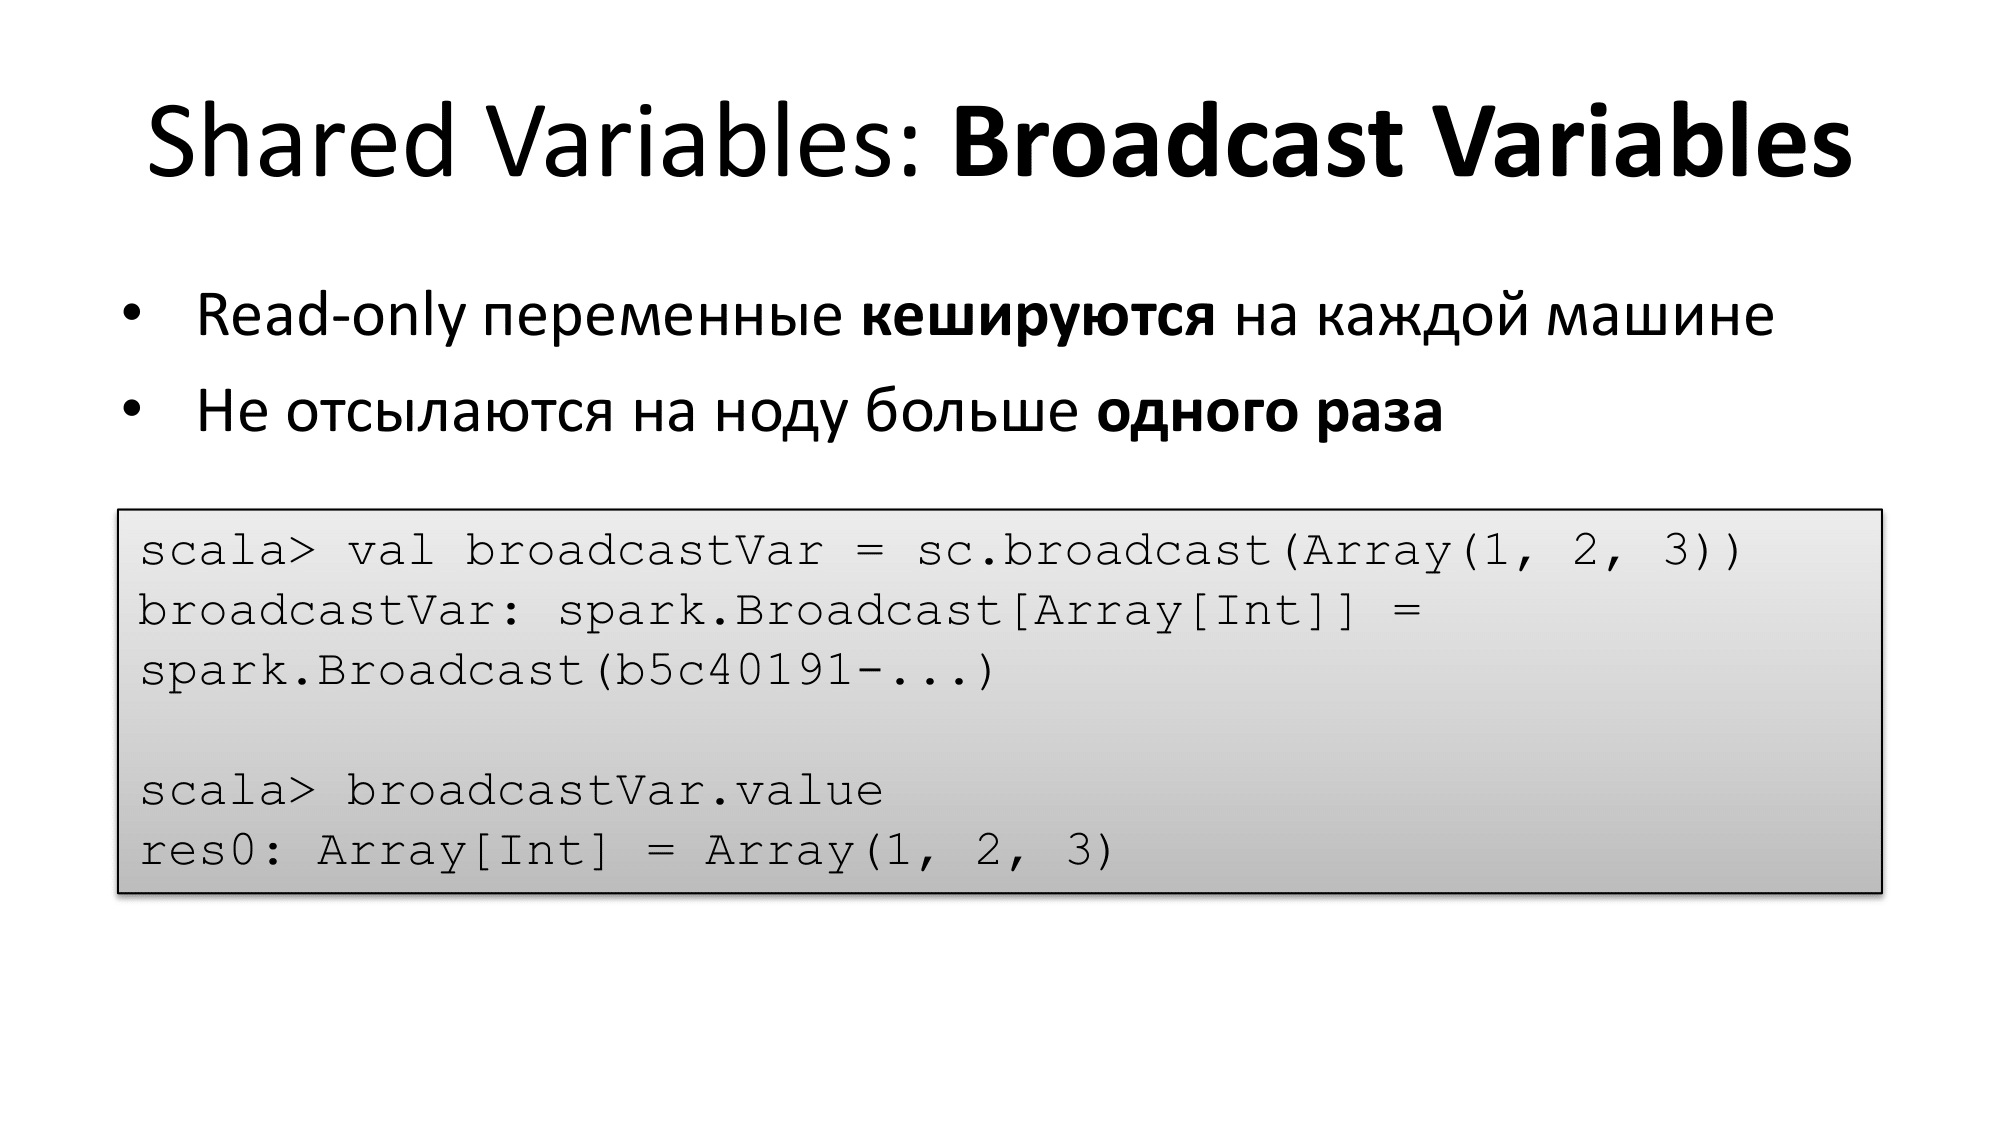 Shared Variables: Broadcast Variables
• Read-only переменные кешируются на каждой машине
• Не отсылаются на ноду больше одного раза
scala> val broadcastVar = sc.broadcast(Array(1, 2, 3))
broadcastVar: spark.Broadcast[Array[Int]] =
spark.Broadcast(b5c40191-...)
scala> broadcastVar.value
res0: Array[Int] = Array(1, 2, 3)